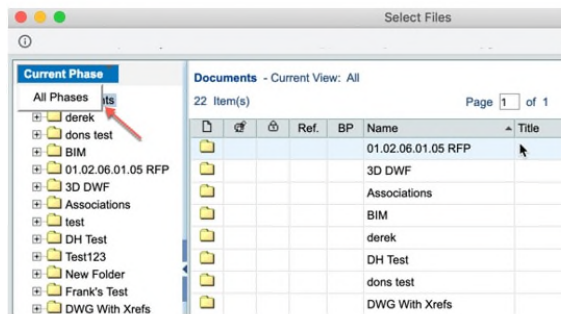 Select Files
Current Phase
All Phases
nts
derek
dons test
BIM
01.02.06.01.05 RFP
3D DWF
Associations
test
DH Test
Test123
New Folder
Frank's Test
DWG With Xrefs
Documents - Current View: All
22 Item(s)
Page 1 of 1
Ref. BP Name Title
01.02.06.01.05 RFP
3D DWF
Associations
BIM
derek
DH Test
dons test
DWG With Xrefs